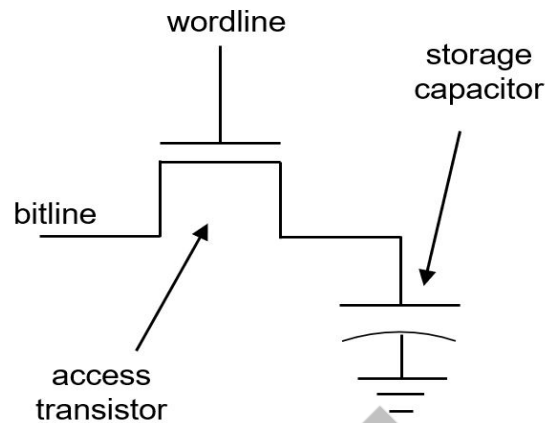 wordline
storage
capacitor
bitline
access
transistor